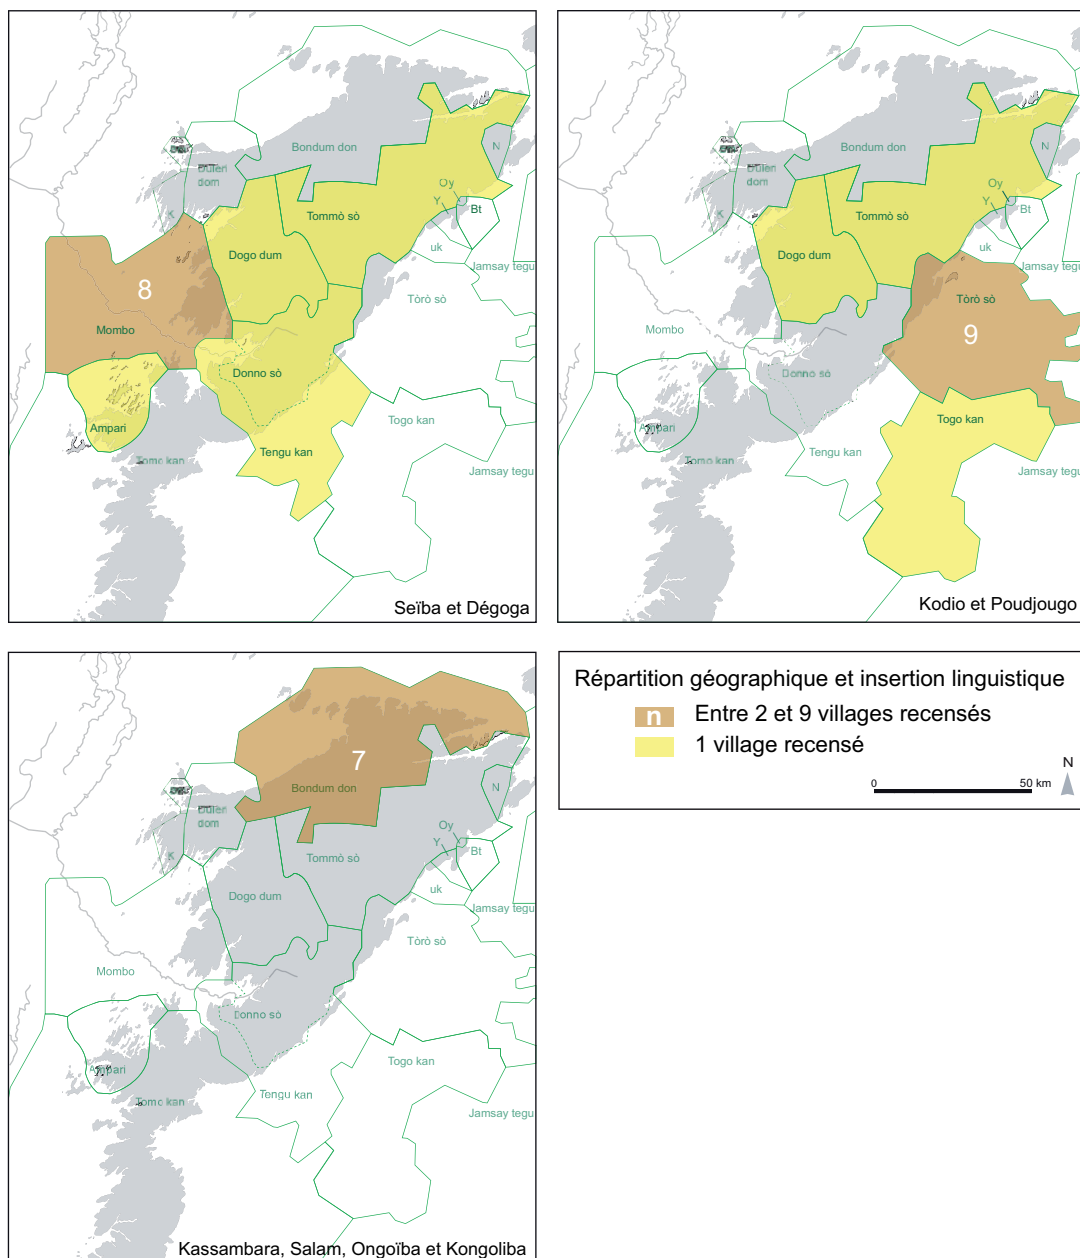 Bondum don
Duleri
dom
N
Oy
Y
Bt
K
Tommò sò
uk
Dogo dum
Jamsay tegu
8
Tòrò sò
Mombo
Donno sò
Ampari
Togo kan
Tengu kan
Tomo kan
Jamsay tegu
Seïba et Dégoga
Bondum don
Duleri
dom
N
Oy
Y
Bt
K
Tommò sò
uk
Dogo dum
Jamsay tegu
Tòrò sò
9
Mombo
Donno sò
Togo kan
Ampari
Tengu kan
Tomo kan
Jamsay tegu
Kodio et Poudjougo
7
Bondum don
Duleri
dom
N
Oy
Y
Bt
K
Tommò sò
uk
Dogo dum
Jamsay tegu
Tòrò sò
Mombo
Donno sò
Togo kan
Ampari
Tengu kan
Tomo kan
Jamsay tegu
Kassambara, Salam, Ongoïba et Kongoliba
Répartition géographique et insertion linguistique
n Entre 2 et 9 villages recensés
1 village recensé
N
0 50 km